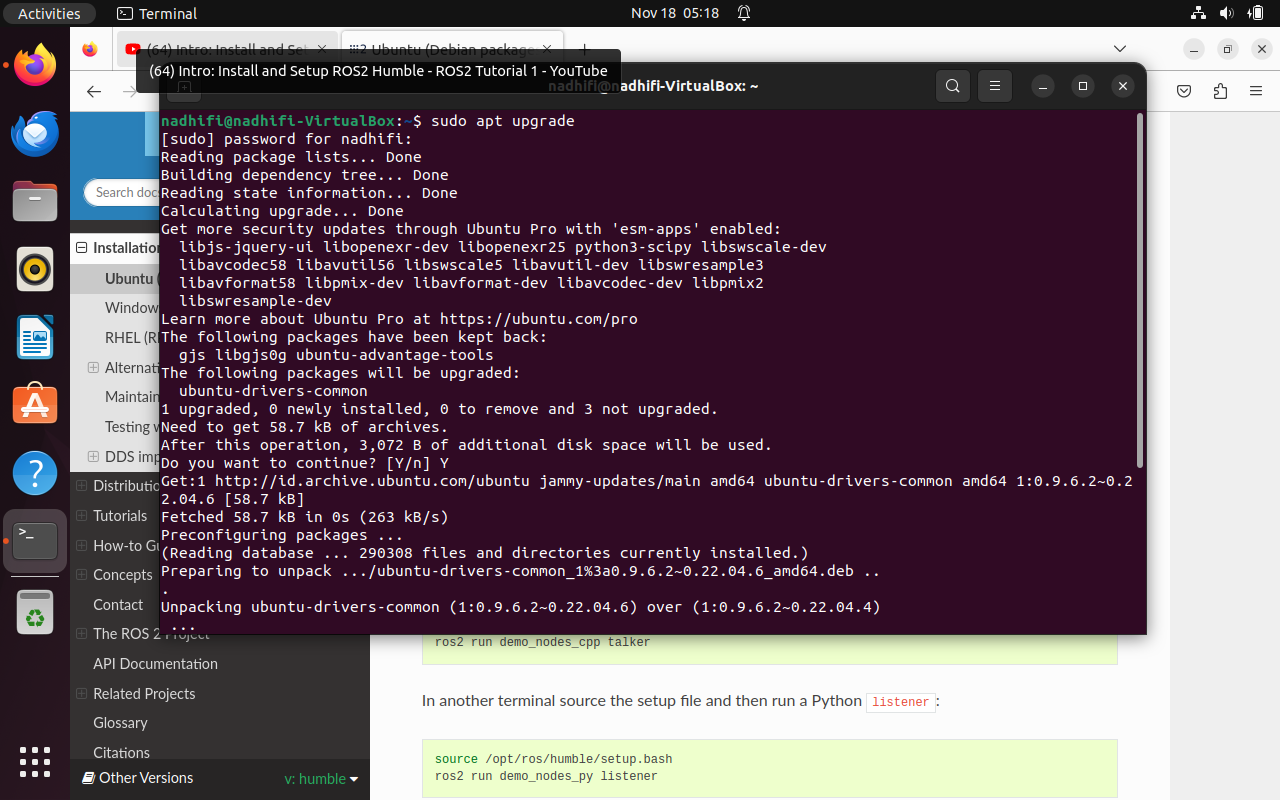 Activities
Terminal
Nov 18 05:18
(64) Intro: Install and Set
Ubuntu (Debian package
(64) Intro: Install and Setup ROS2 Humble - ROS2 Tutorial 1 - YouTube
nadhifi@nadhifi-VirtualBox: ~
nadhifi@nadhifi-VirtualBox:~$ sudo apt upgrade
[sudo] password for nadhifi:
Reading package lists... Done
Building dependency tree... Done
Reading state information... Done
Calculating upgrade... Done
Get more security updates through Ubuntu Pro with 'esm-apps' enabled:
libjs-jquery-ui libopenexr-dev libopenexr25 python3-scipy libswscale-dev
libavcodec58 libavutil56 libswscale5 libavutil-dev libswresample3
libavformat58 libpmix-dev libavformat-dev libavcodec-dev libpmix2
libswresample-dev
Learn more about Ubuntu Pro at https://ubuntu.com/pro
The following packages have been kept back:
gjs libgjs0g ubuntu-advantage-tools
The following packages will be upgraded:
ubuntu-drivers-common
1 upgraded, 0 newly installed, 0 to remove and 3 not upgraded.
Need to get 58.7 kB of archives.
After this operation, 3,072 B of additional disk space will be used.
Do you want to continue? [Y/n] Y
Get:1 http://id.archive.ubuntu.com/ubuntu jammy-updates/main amd64 ubuntu-drivers-common amd64 1:0.9.6.2~0.2
2.04.6 [58.7 kB]
Fetched 58.7 kB in 0s (263 kB/s)
Preconfiguring packages ...
(Reading database ... 290308 files and directories currently installed.)
Preparing to unpack .../ubuntu-drivers-common_1%3a0.9.6.2~0.22.04.6_amd64.deb ..
.
Unpacking ubuntu-drivers-common (1:0.9.6.2~0.22.04.6) over (1:0.9.6.2~0.22.04.4)
...
Search docs
Installation
Ubuntu (
Window
RHEL (RH
Alternati
Maintain
Testing w
DDS imp
Distributio
Tutorials
How-to Gu
Concepts
Contact
The ROS 2 Project
API Documentation
Related Projects
Glossary
Citations
Other Versions
v: humble
ros2 run demo_nodes_cpp talker
In another terminal source the setup file and then run a Python listener:
source /opt/ros/humble/setup.bash
ros2 run demo_nodes_py listener